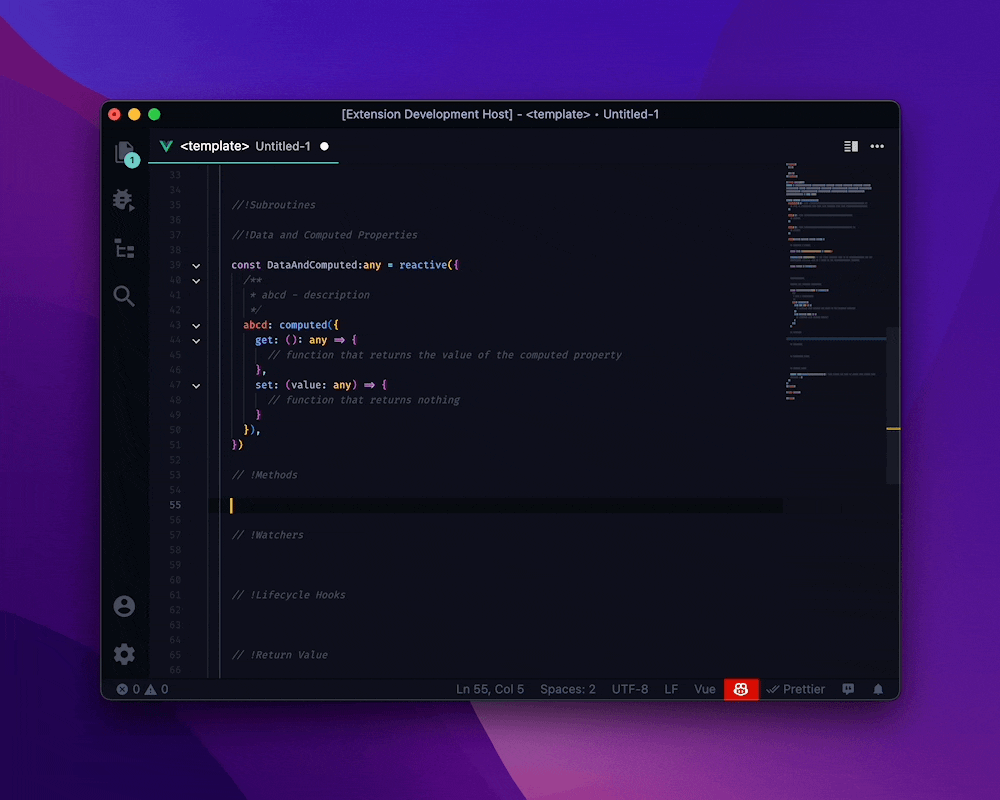 [Extension Development Host] - <template> • Untitled-1
1
<template> Untitled-1
33
34
35 //!Subroutines
36
37 //!Data and Computed Properties
38
39 const DataAndComputed:any = reactive({
40 /**
41 * abcd - description
42 */
43 abcd: computed({
44 get: (): any ⇒ {
45 // function that returns the value of the computed property
46 },
47 set: (value: any) ⇒ {
48 // function that returns nothing
49 }
50 }),
51 })
52
53 // !Methods
54
55
56
57 // !Watchers
58
59
60
61 // !Lifecycle Hooks
62
63
64
65 // !Return Value
66
0 0 Ln 55, Col 5 Spaces: 2 UTF-8 LF Vue Prettier